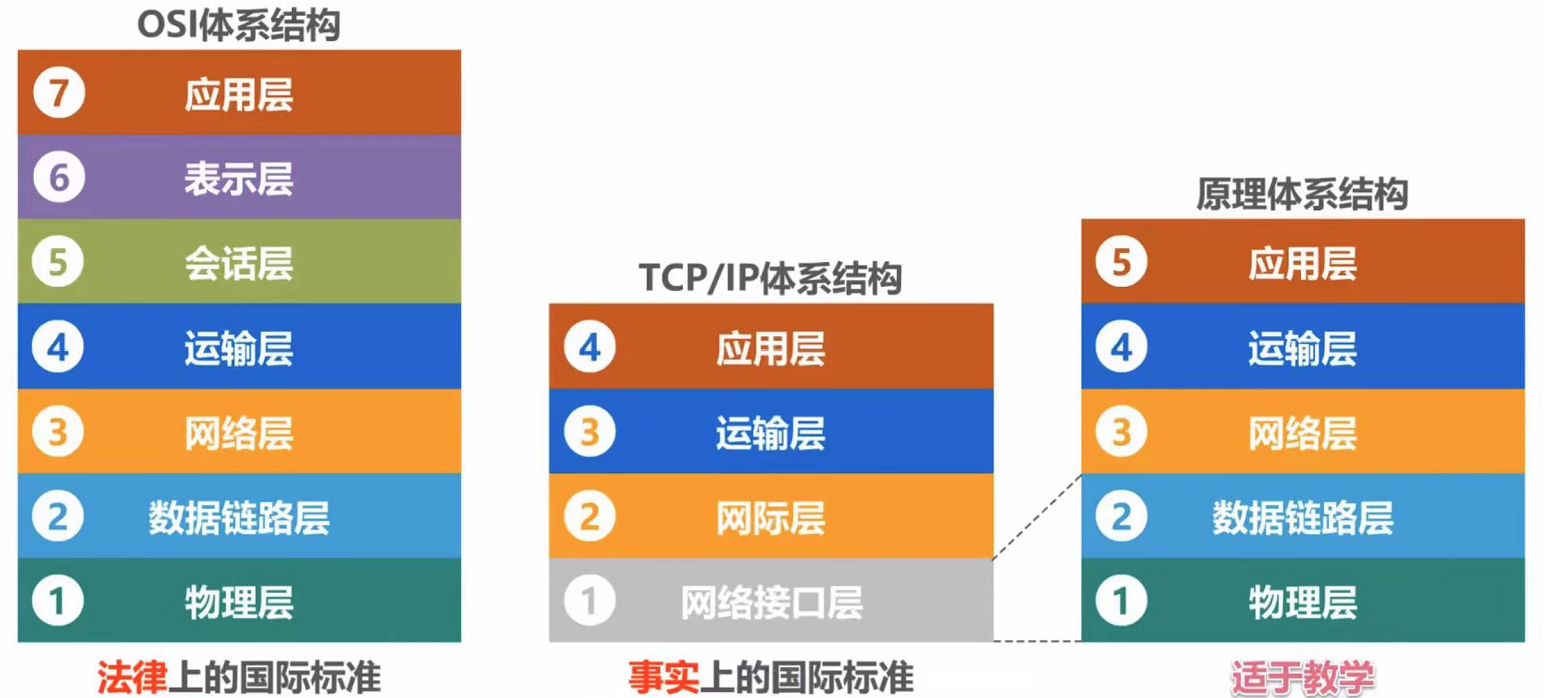 OSI体系结构
7 应用层
6 表示层
5 会话层
4 运输层
3 网络层
2 数据链路层
1 物理层
法律上的国际标准
TCP/IP体系结构
4 应用层
3 运输层
2 网际层
1 网络接口层
事实上的国际标准
原理体系结构
5 应用层
4 运输层
3 网络层
2 数据链路层
1 物理层
适于教学